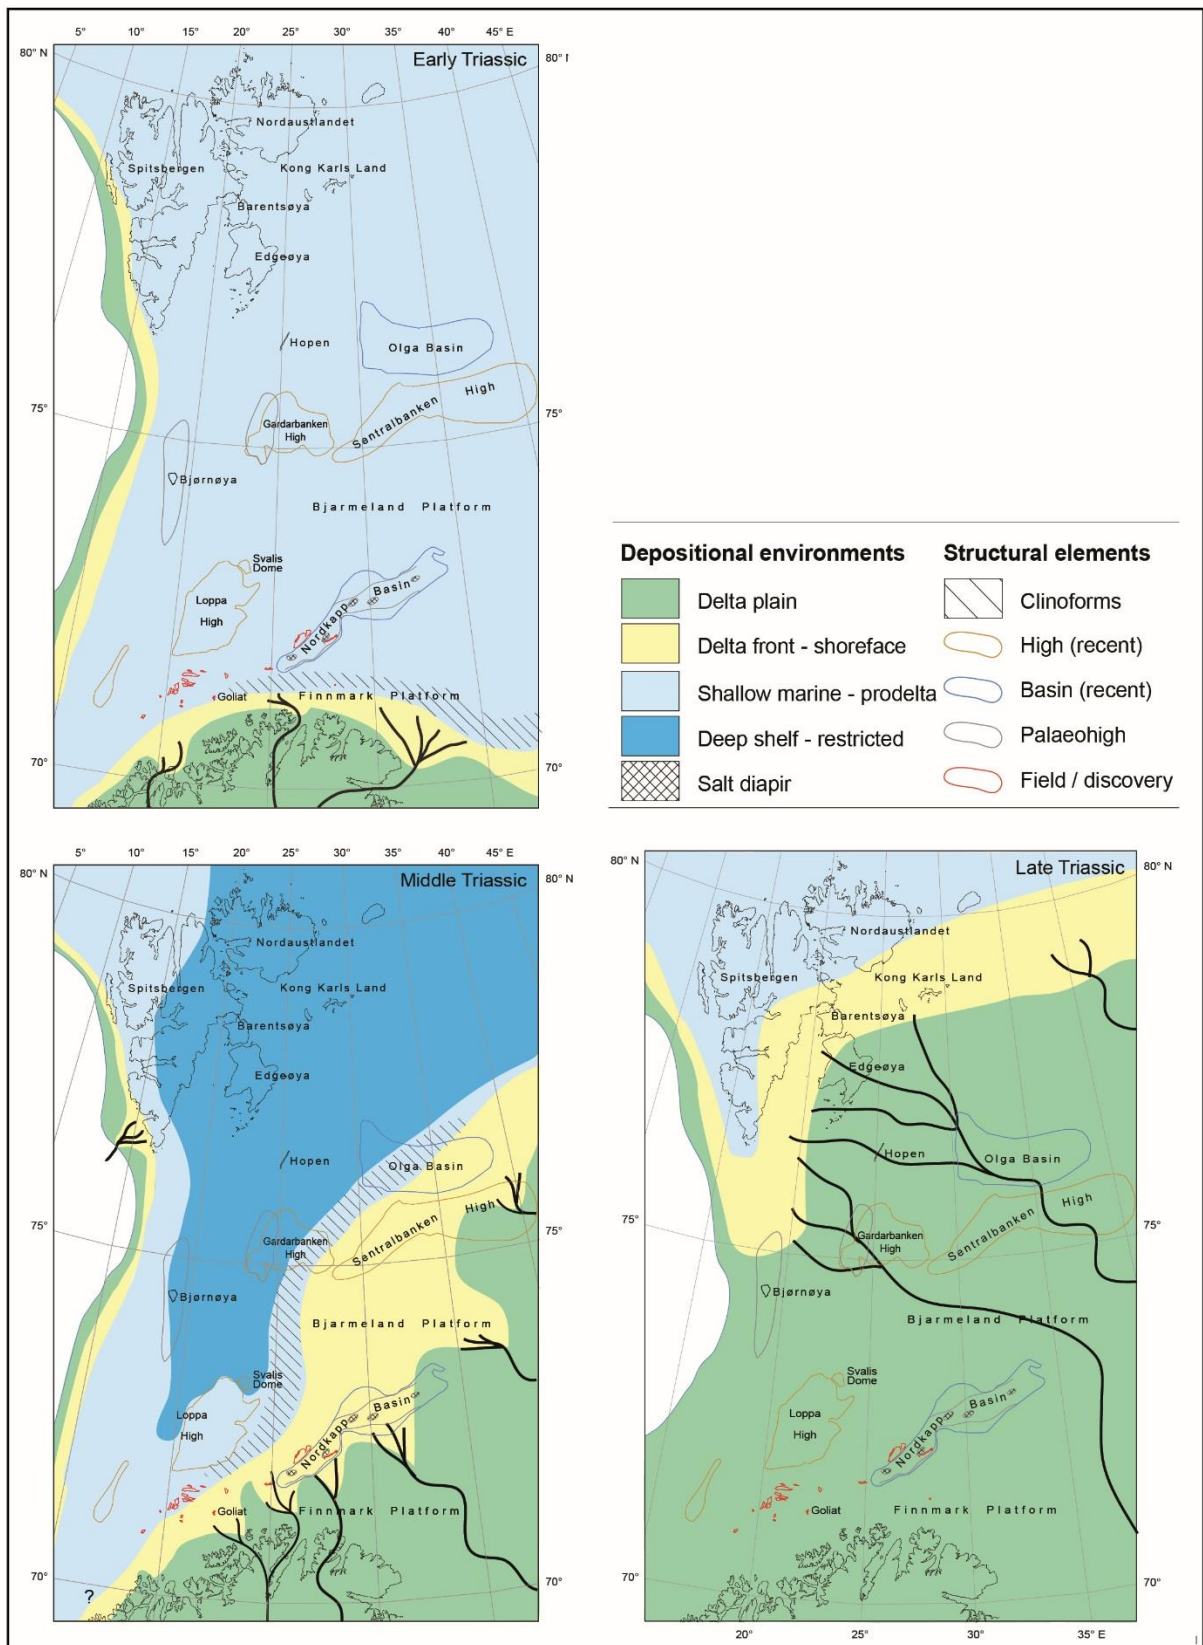 5° 10° 15° 20° 25° 30° 35° 40° 45° E
80° N
80°
Early Triassic
Nordaustlandet
Spitsbergen
Kong Karls Land
Barentsøya
Edgeøya
Hopen
Olga Basin
75°
75°
Sentralbanken High
Gardarbanken
High
Bjørnøya
Bjarmeland Platform
Svalis
Dome
Loppa
High
Nordkapp Basin
Goliat
Finnmark Platform
70°
70°
Depositional environments
Delta plain
Delta front - shoreface
Shallow marine - prodelta
Deep shelf - restricted
Salt diapir
Structural elements
Clinoforms
High (recent)
Basin (recent)
Palaeohigh
Field / discovery
5° 10° 15° 20° 25° 30° 35° 40° 45° E
80° N
80° N
Middle Triassic
Nordaustlandet
Spitsbergen
Kong Karls Land
Barentsøya
Edgeøya
Hopen
Olga Basin
75°
75°
Sentralbanken High
Gardarbanken
High
Bjørnøya
Bjarmeland Platform
Svalis
Dome
Loppa
High
Nordkapp Basin
Goliat
Finnmark Platform
70°
70°
?
80° N
80° N
Late Triassic
Nordaustlandet
Spitsbergen
Kong Karls Land
Barentsøya
Edgeøya
Hopen
Olga Basin
75°
75°
Sentralbanken High
Gardarbanken
High
Bjørnøya
Bjarmeland Platform
Svalis
Dome
Loppa
High
Nordkapp Basin
Goliat
Finnmark Platform
70°
70°
20° 25° 30° 35° E